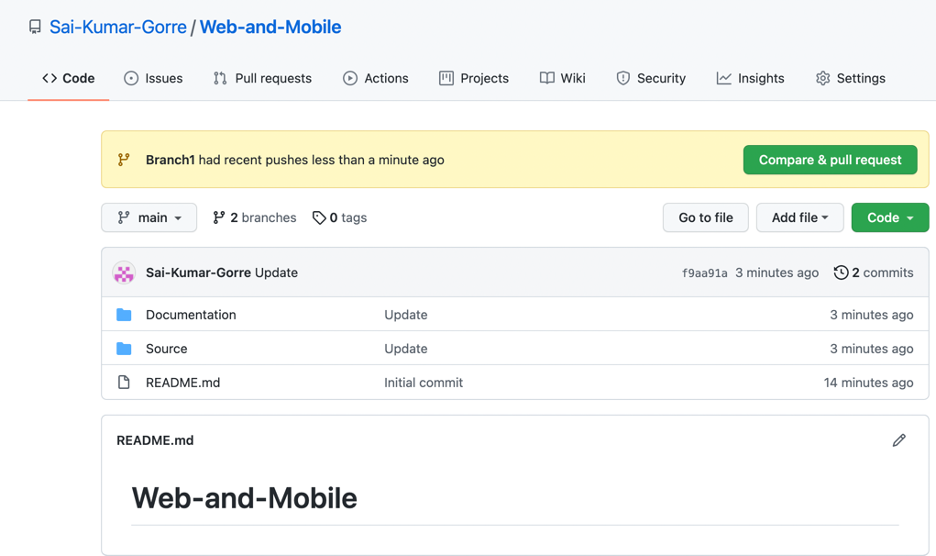 Sai-Kumar-Gorre / Web-and-Mobile
Code Issues Pull requests Actions Projects Wiki Security Insights Settings
Branch1 had recent pushes less than a minute ago Compare & pull request
main 2 branches 0 tags Go to file Add file Code
Sai-Kumar-Gorre Update f9aa91a 3 minutes ago 2 commits
Documentation Update 3 minutes ago
Source Update 3 minutes ago
README.md Initial commit 14 minutes ago
README.md
Web-and-Mobile